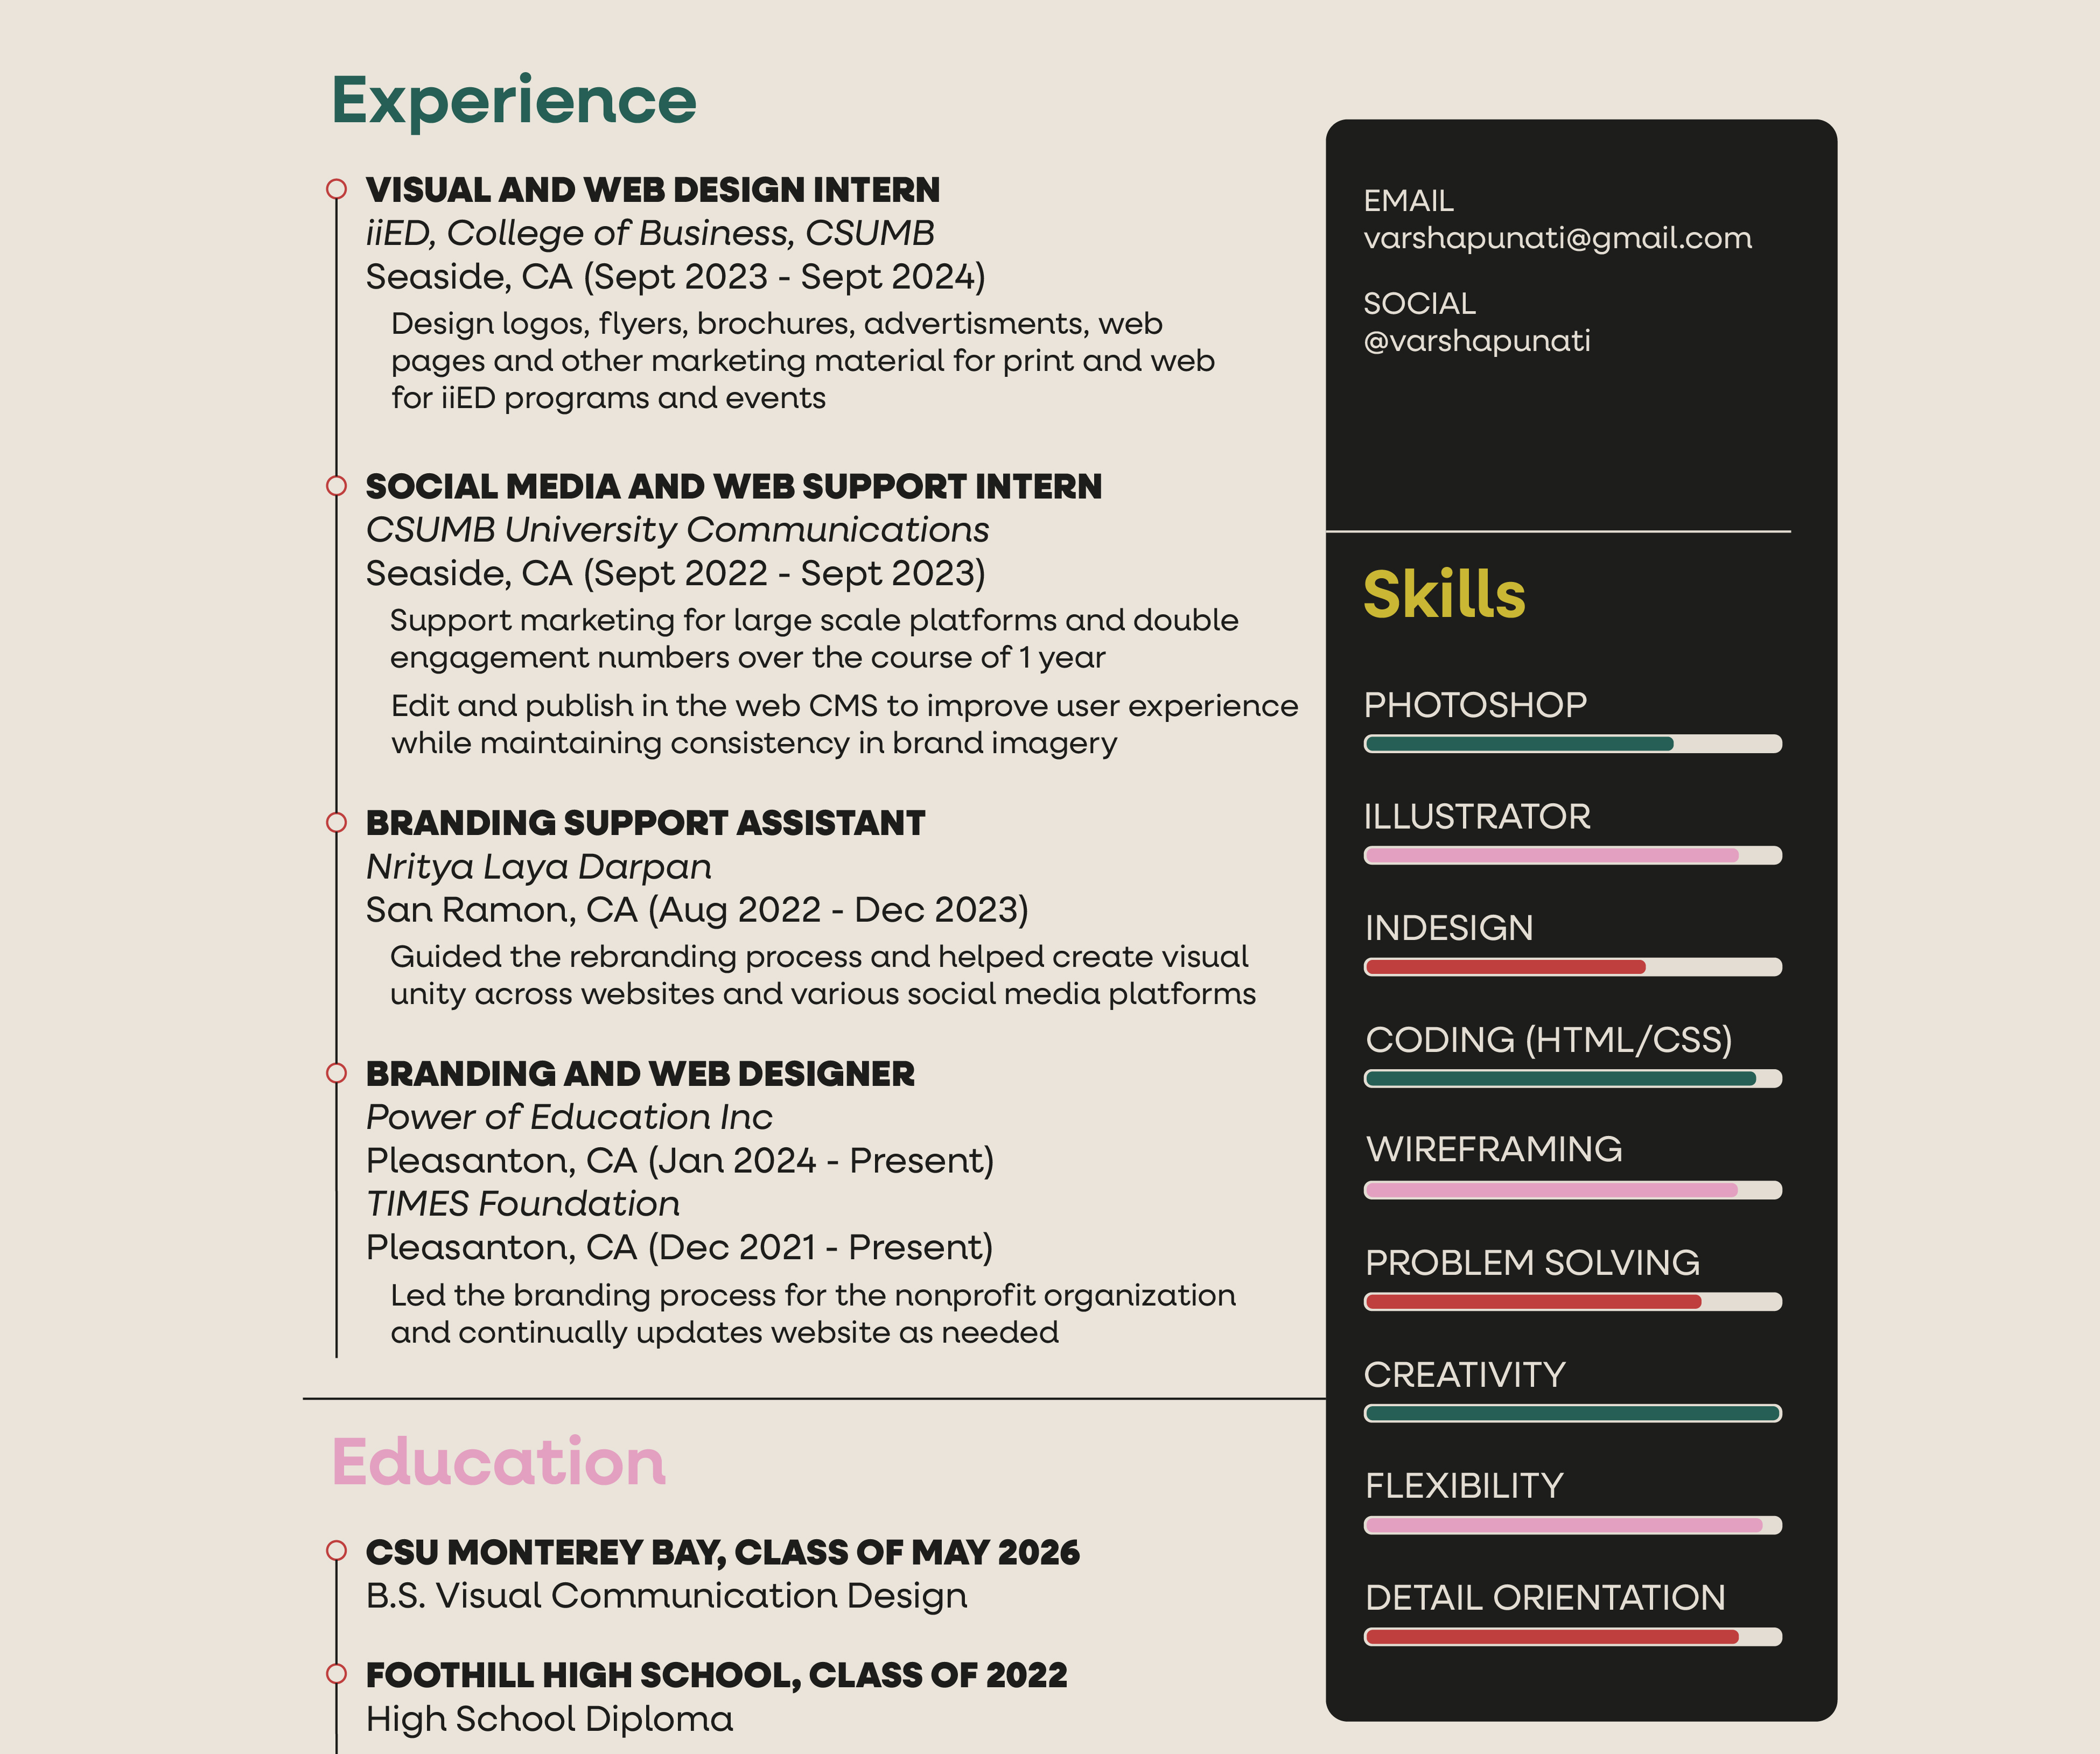 Experience
VISUAL AND WEB DESIGN INTERN
iiED, College of Business, CSUMB
Seaside, CA (Sept 2023 - Sept 2024)
Design logos, flyers, brochures, advertisments, web
pages and other marketing material for print and web
for iiED programs and events
SOCIAL MEDIA AND WEB SUPPORT INTERN
CSUMB University Communications
Seaside, CA (Sept 2022 - Sept 2023)
Support marketing for large scale platforms and double
engagement numbers over the course of 1 year
Edit and publish in the web CMS to improve user experience
while maintaining consistency in brand imagery
BRANDING SUPPORT ASSISTANT
Nritya Laya Darpan
San Ramon, CA (Aug 2022 - Dec 2023)
Guided the rebranding process and helped create visual
unity across websites and various social media platforms
BRANDING AND WEB DESIGNER
Power of Education Inc
Pleasanton, CA (Jan 2024 - Present)
TIMES Foundation
Pleasanton, CA (Dec 2021 - Present)
Led the branding process for the nonprofit organization
and continually updates website as needed
Education
CSU MONTEREY BAY, CLASS OF MAY 2026
B.S. Visual Communication Design
FOOTHILL HIGH SCHOOL, CLASS OF 2022
High School Diploma
EMAIL
varshapunati@gmail.com
SOCIAL
@varshapunati
Skills
PHOTOSHOP
ILLUSTRATOR
INDESIGN
CODING (HTML/CSS)
WIREFRAMING
PROBLEM SOLVING
CREATIVITY
FLEXIBILITY
DETAIL ORIENTATION